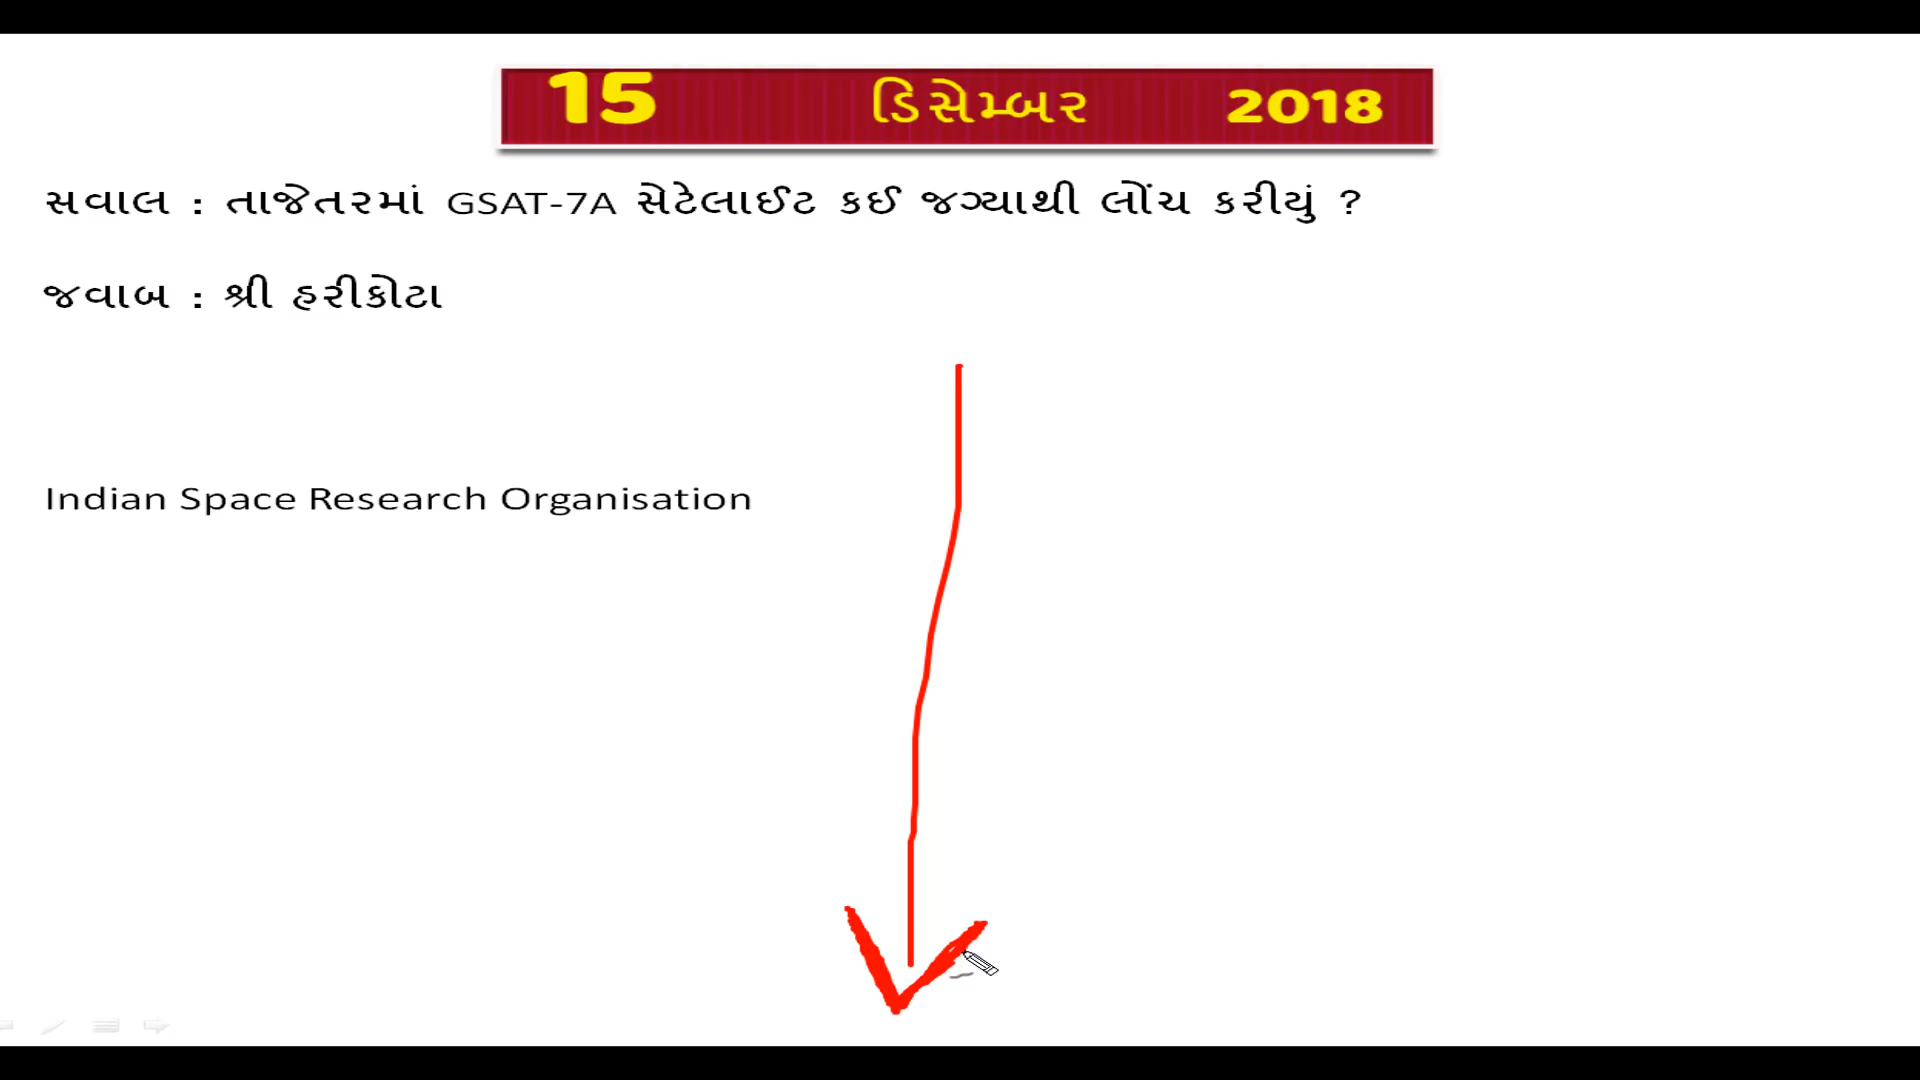 15 ડિસેમ્બર 2018
સવાલ : તાજેતરમાં GSAT-7A સેટેલાઈટ કઈ જગ્યાથી લોંચ કરીયું ?
જવાબ : શ્રી હરીકોટા
Indian Space Research Organisation